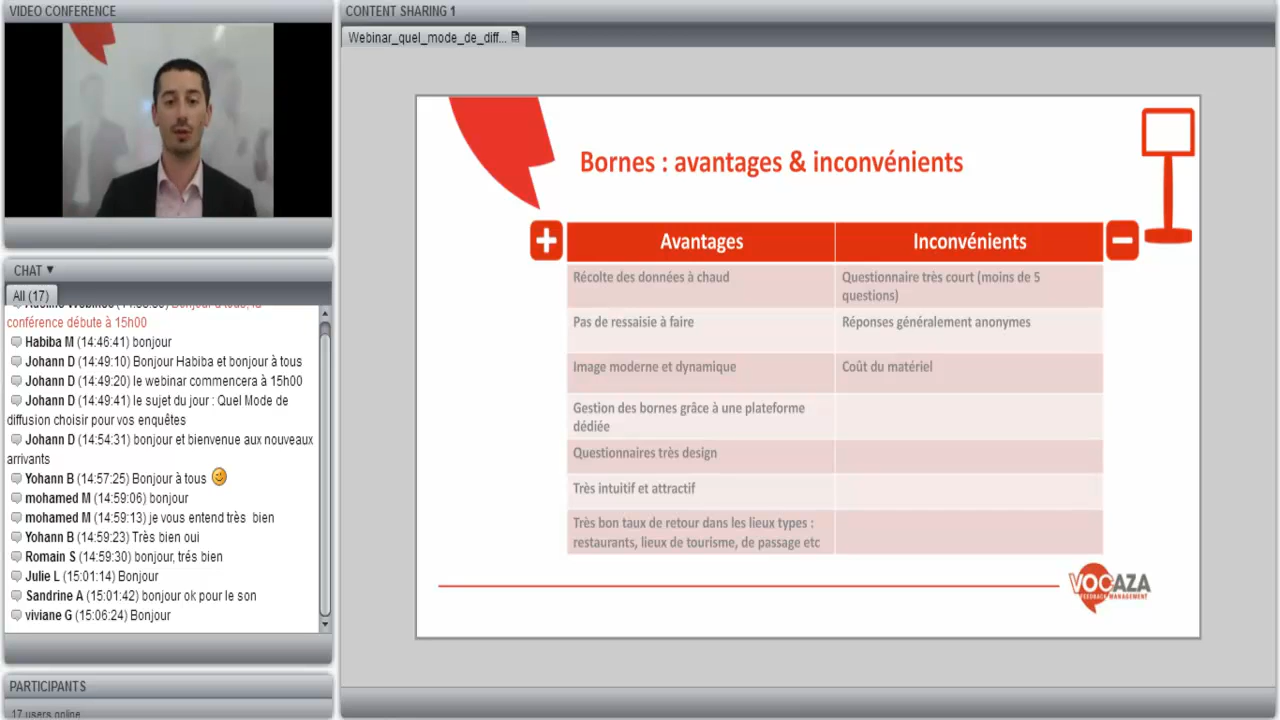 VIDEO CONFERENCE
CHAT
All (17)
conférence débute à 15h00
Habiba M (14:46:41) bonjour
Johann D (14:49:10) Bonjour Habiba et bonjour à tous
Johann D (14:49:20) le webinar commencera à 15h00
Johann D (14:49:41) le sujet du jour : Quel Mode de
diffusion choisir pour vos enquêtes
Johann D (14:54:31) bonjour et bienvenue aux nouveaux
arrivants
Yohann B (14:57:25) Bonjour à tous
mohamed M (14:59:06) bonjour
mohamed M (14:59:13) je vous entend très bien
Yohann B (14:59:23) Très bien oui
Romain S (14:59:30) bonjour, trés bien
Julie L (15:01:14) Bonjour
Sandrine A (15:01:42) bonjour ok pour le son
viviane G (15:06:24) Bonjour
PARTICIPANTS
17 users online
CONTENT SHARING 1
Webinar_quel_mode_de_diff...
Bornes : avantages & inconvénients
Avantages
Inconvénients
Récolte des données à chaud
Questionnaire très court (moins de 5
questions)
Pas de ressaisie à faire
Réponses généralement anonymes
Image moderne et dynamique
Coût du matériel
Gestion des bornes grâce à une plateforme
dédiée
Questionnaires très design
Très intuitif et attractif
Très bon taux de retour dans les lieux types :
restaurants, lieux de tourisme, de passage etc
VOCAZA
FEEDBACK MANAGEMENT